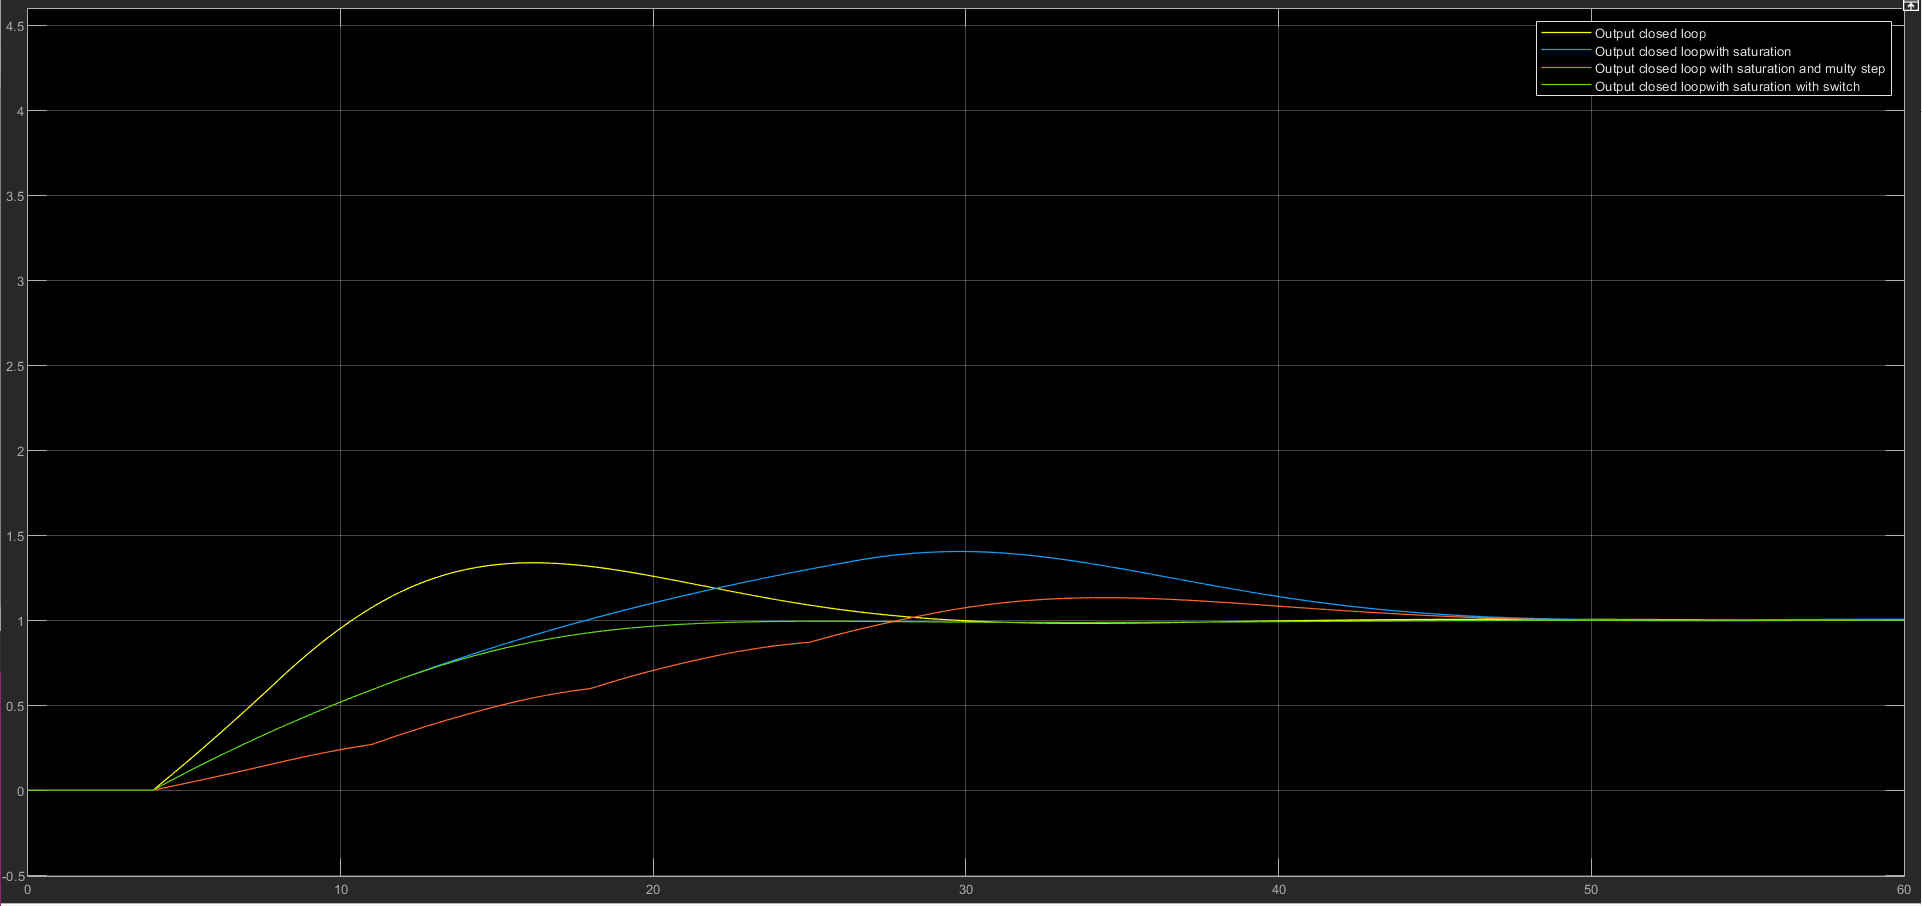 4.5
Output closed loop
Output closed loopwith saturation
Output closed loop with saturation and multy step
Output closed loopwith saturation with switch
4
3.5
3
2.5
2
1.5
1
0.5
0
-0.5
0 10 20 30 40 50 60